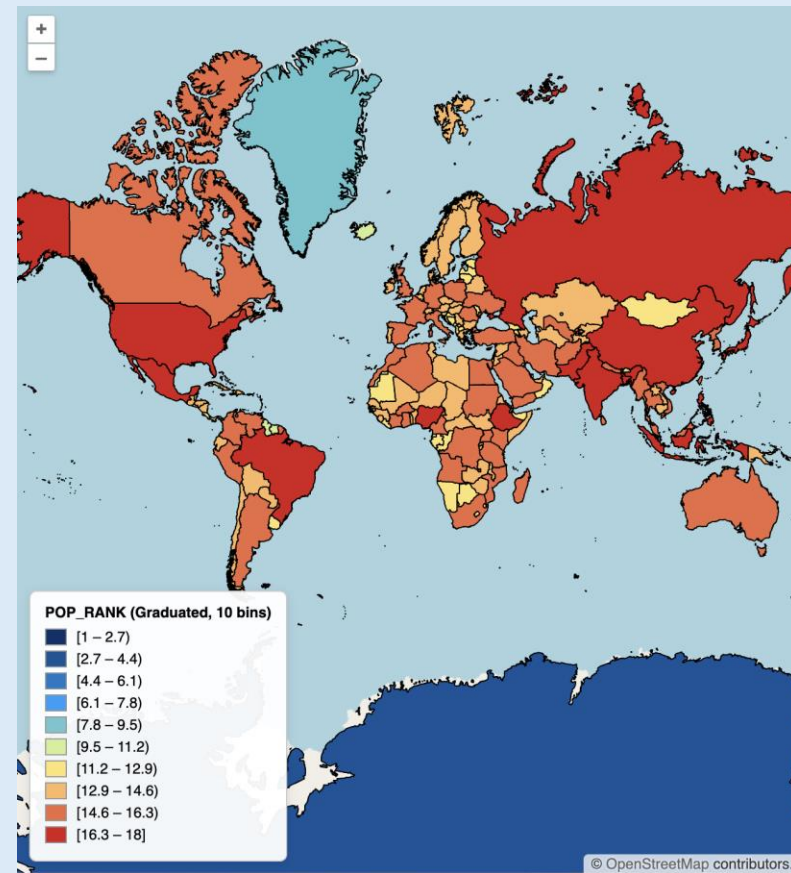 +
−
POP_RANK (Graduated, 10 bins)
[1 – 2.7)
[2.7 – 4.4)
[4.4 – 6.1)
[6.1 – 7.8)
[7.8 – 9.5)
[9.5 – 11.2)
[11.2 – 12.9)
[12.9 – 14.6)
[14.6 – 16.3)
[16.3 – 18]
© OpenStreetMap contributors,